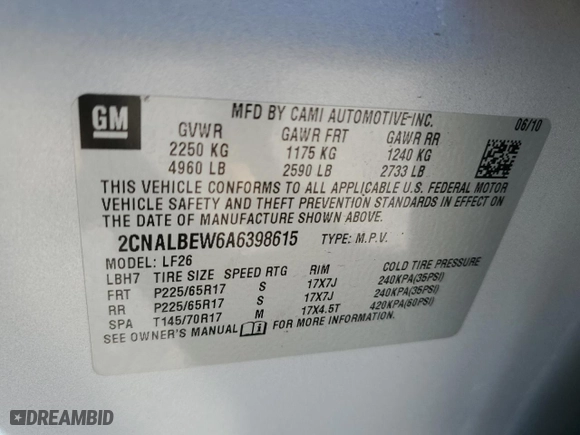 GM
MFD BY CAMI AUTOMOTIVE-INC.
06/10
GVWR GAWR FRT GAWR RR
2250 KG 1175 KG 1240 KG
4960 LB 2590 LB 2733 LB
THIS VEHICLE CONFORMS TO ALL APPLICABLE U.S. FEDERAL MOTOR
VEHICLE SAFETY AND THEFT PREVENTION STANDARDS IN EFFECT ON
THE DATE OF MANUFACTURE SHOWN ABOVE.
2CNALBEW6A6398615 TYPE: M.P.V.
MODEL: LF26
LBH7 TIRE SIZE SPEED RTG RIM COLD TIRE PRESSURE
FRT P225/65R17 S 17X7J 240KPA(35PSI)
RR P225/65R17 S 17X7J 240KPA(35PSI)
SPA T145/70R17 M 17X4.5T 420KPA(60PSI)
SEE OWNER'S MANUAL FOR MORE INFORMATION.
DREAMBID